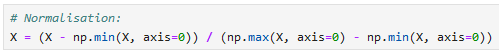 # Normalisation:
X = (X - np.min(X, axis=0)) / (np.max(X, axis=0) - np.min(X, axis=0))